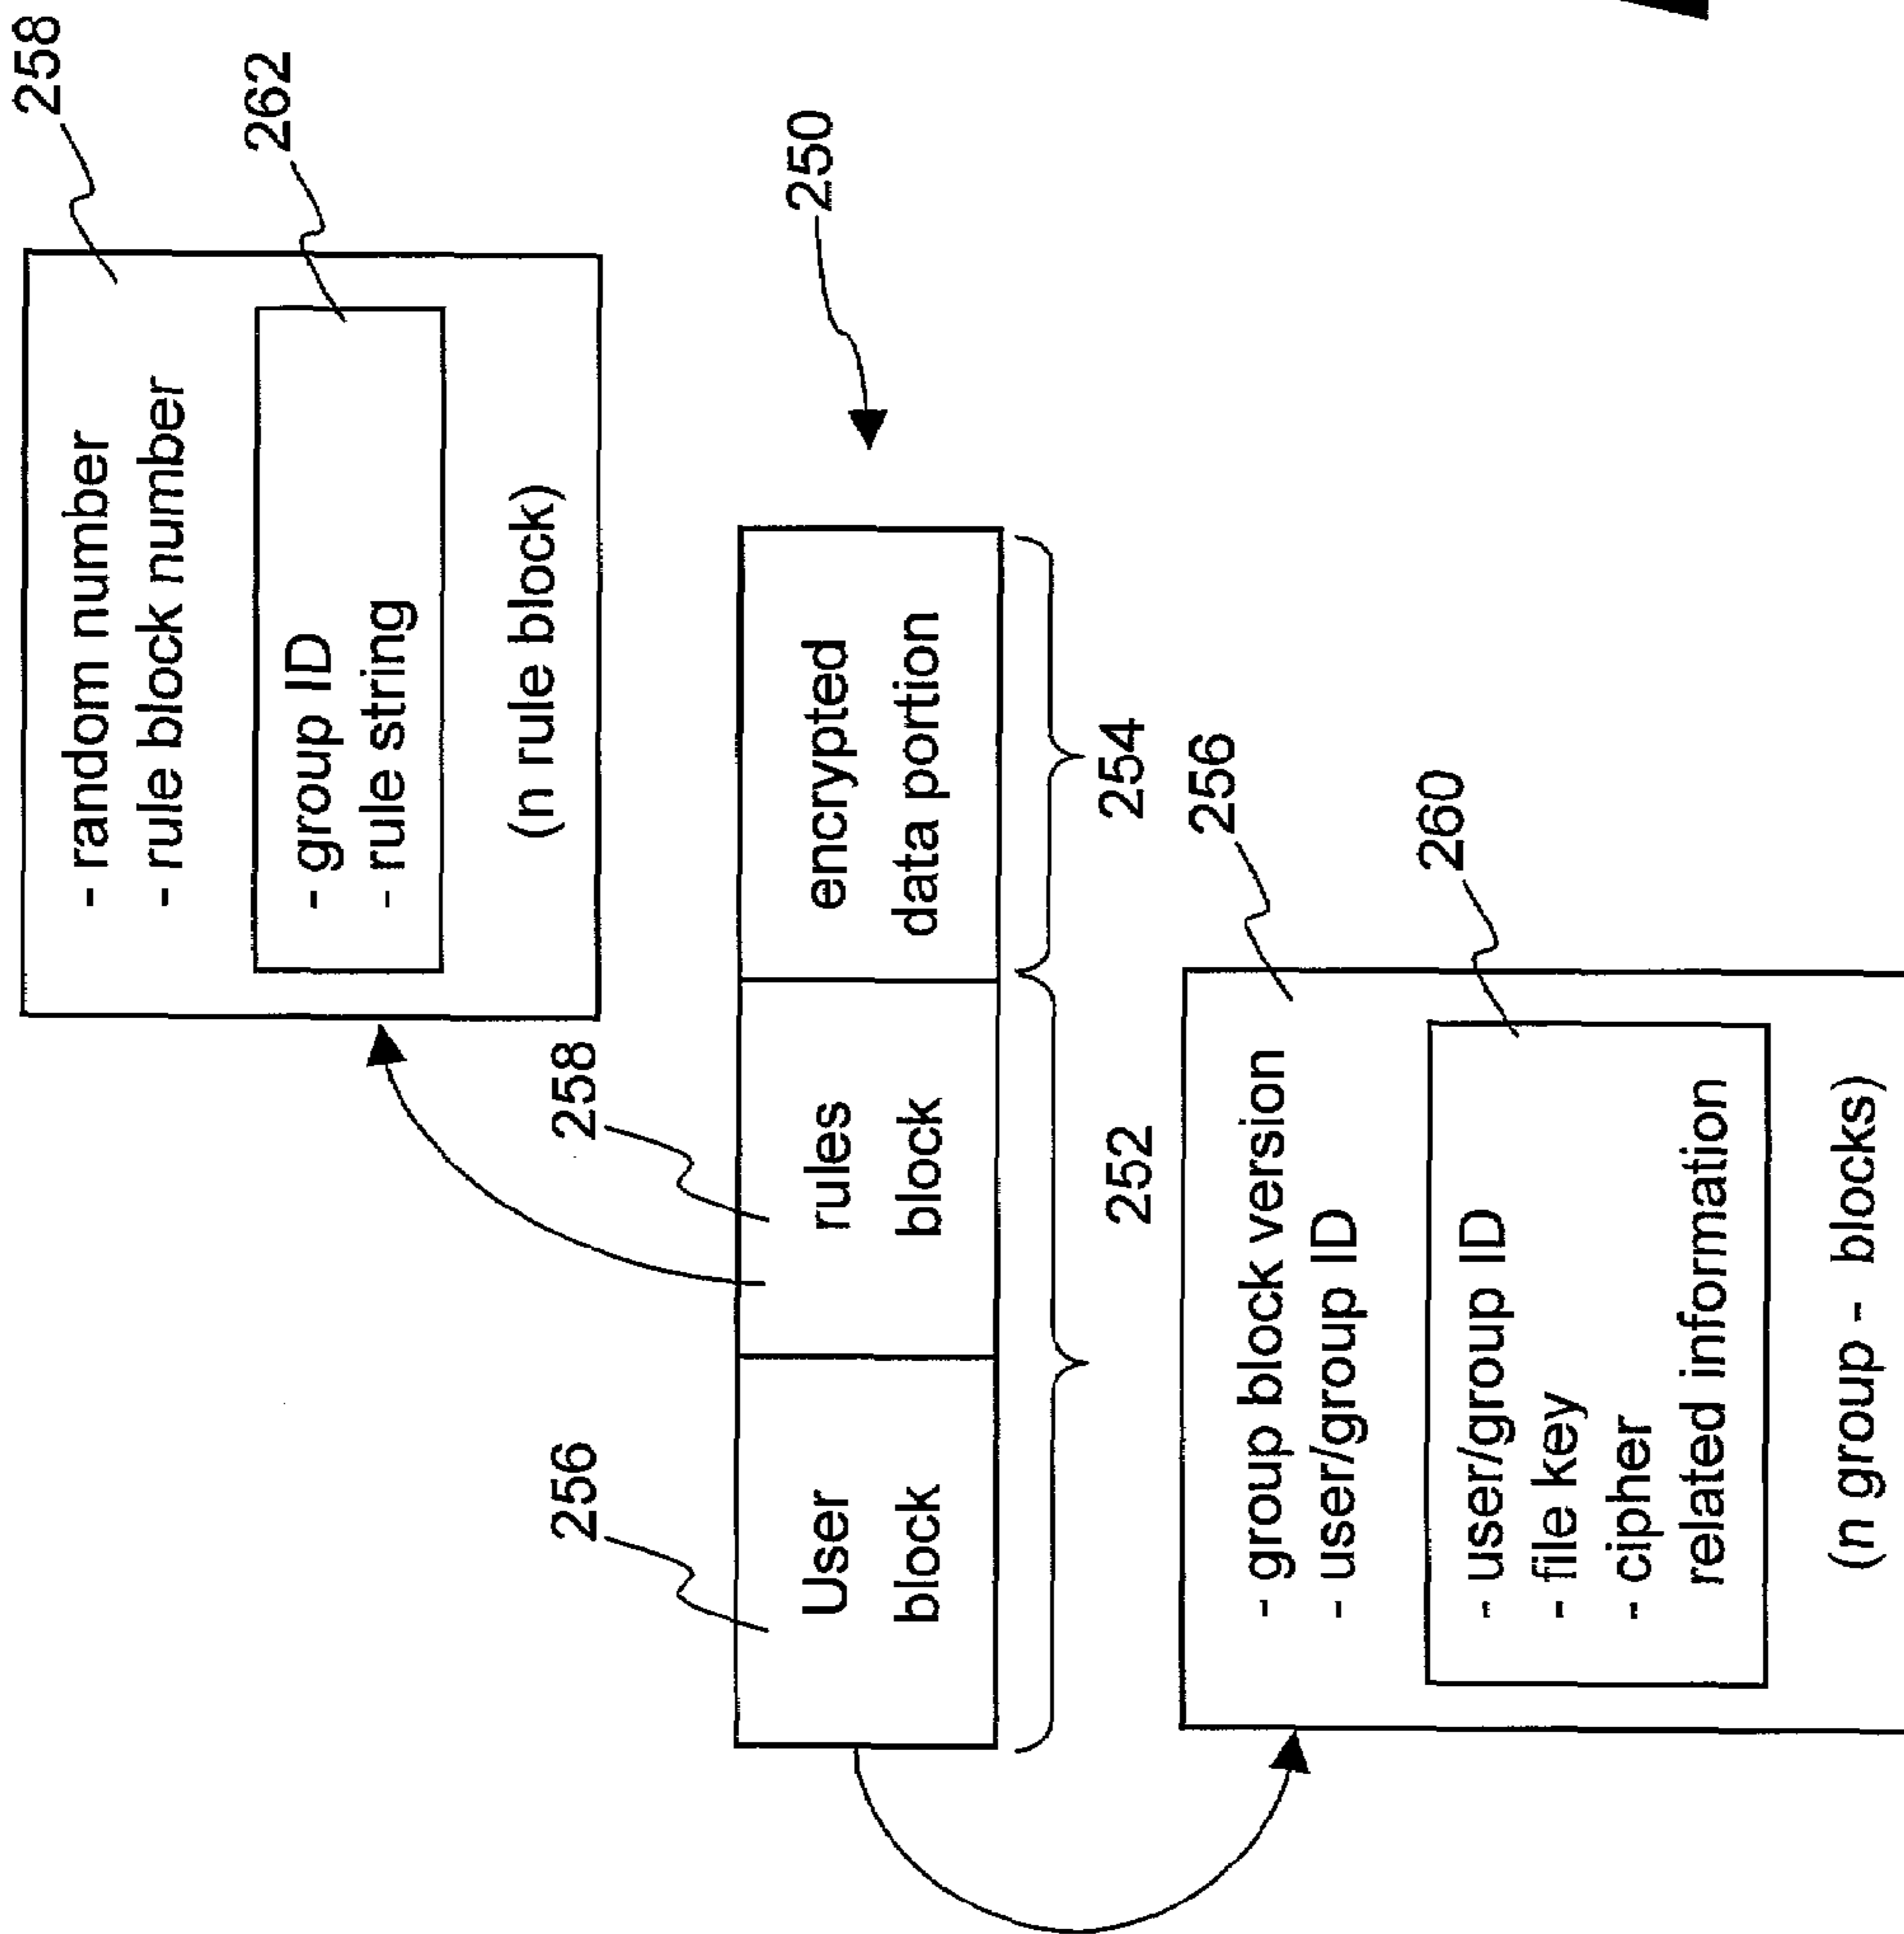 258
- random number
- rule block number
262
- group ID
- rule string
(n rule block)
250
256
User
block
258
rules
block
encrypted
data portion
252
254
256
- group block version
- user/group ID
260
- user/group ID
- file key
- cipher
related information
(n group - blocks)